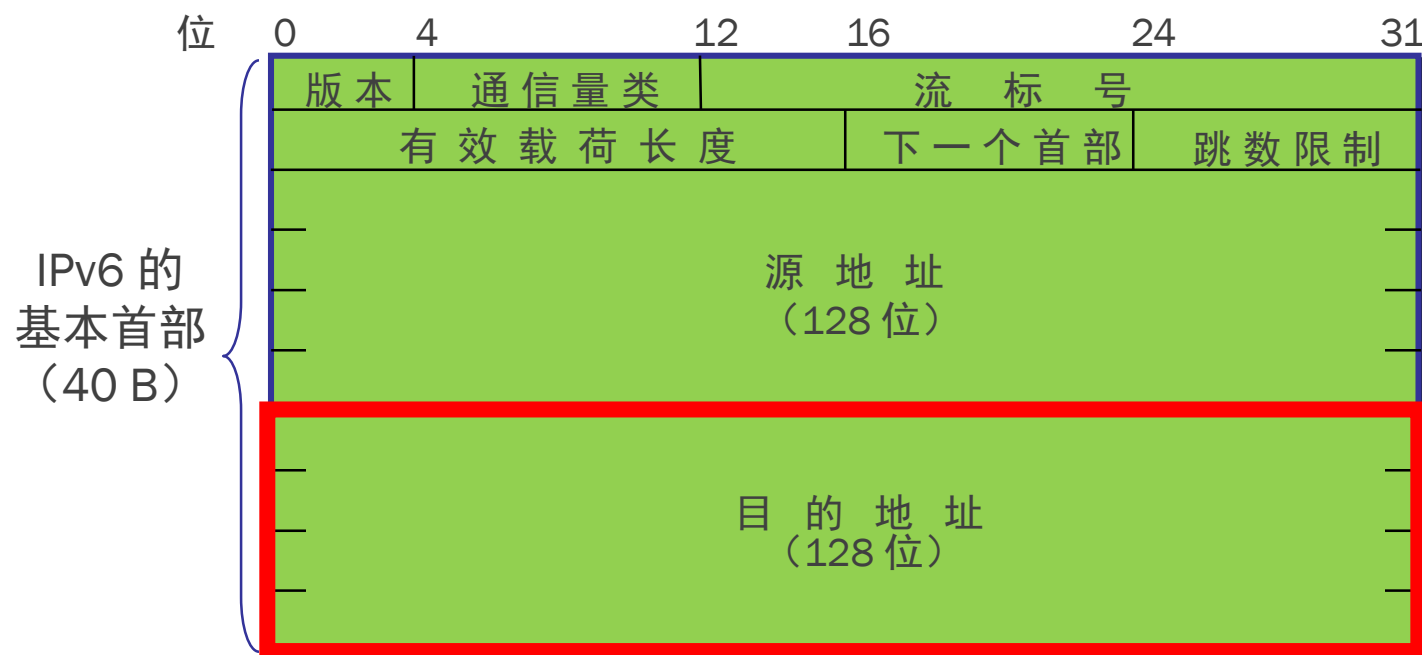 位 0 4 12 16 24 31
版本 通信量类 流标号
有效载荷长度 下一个首部 跳数限制
IPv6 的
基本首部
（40 B）
源地址
（128 位）
目的地址
（128 位）